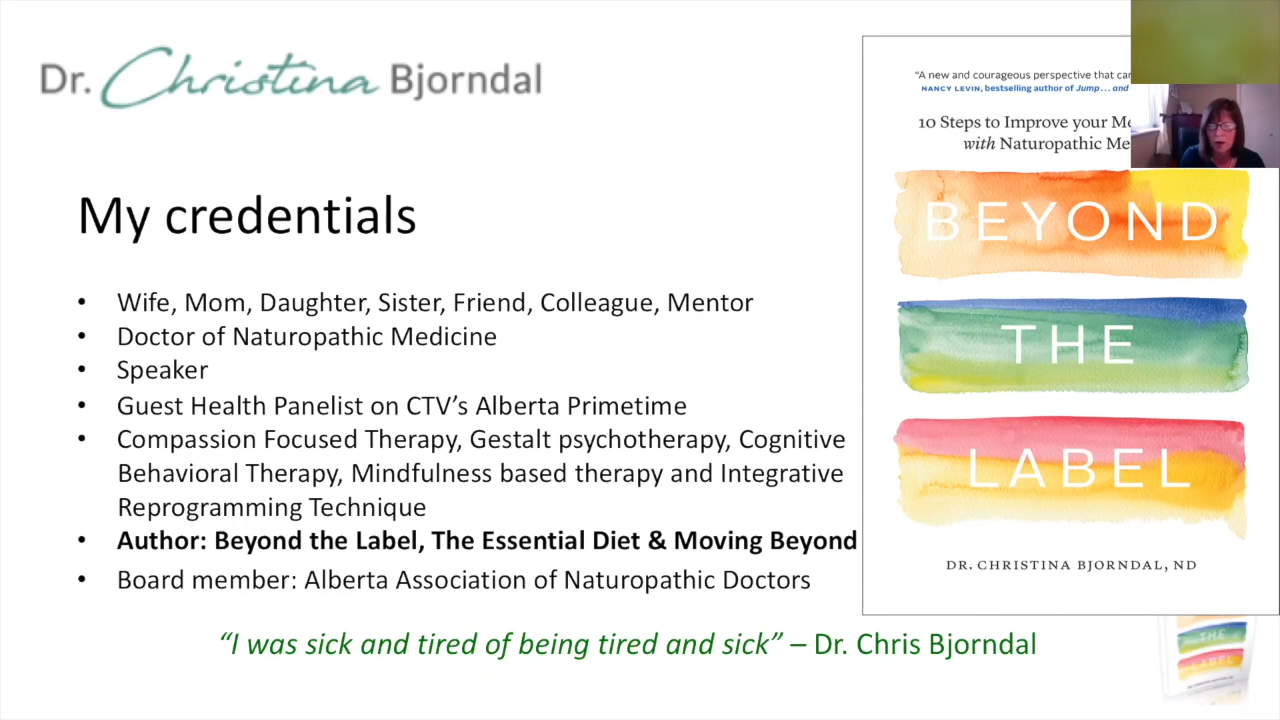 Dr. Christina Bjorndal
My credentials
• Wife, Mom, Daughter, Sister, Friend, Colleague, Mentor
• Doctor of Naturopathic Medicine
• Speaker
• Guest Health Panelist on CTV’s Alberta Primetime
• Compassion Focused Therapy, Gestalt psychotherapy, Cognitive
Behavioral Therapy, Mindfulness based therapy and Integrative
Reprogramming Technique
• Author: Beyond the Label, The Essential Diet & Moving Beyond
• Board member: Alberta Association of Naturopathic Doctors
“I was sick and tired of being tired and sick” – Dr. Chris Bjorndal
“A new and courageous perspective that
NANCY LEVIN, bestselling author of Jump . . . and
10 Steps to Improve your
with Naturopathic
BEYOND
THE
LABEL
DR. CHRISTINA BJORNDAL, ND
THE
LABEL